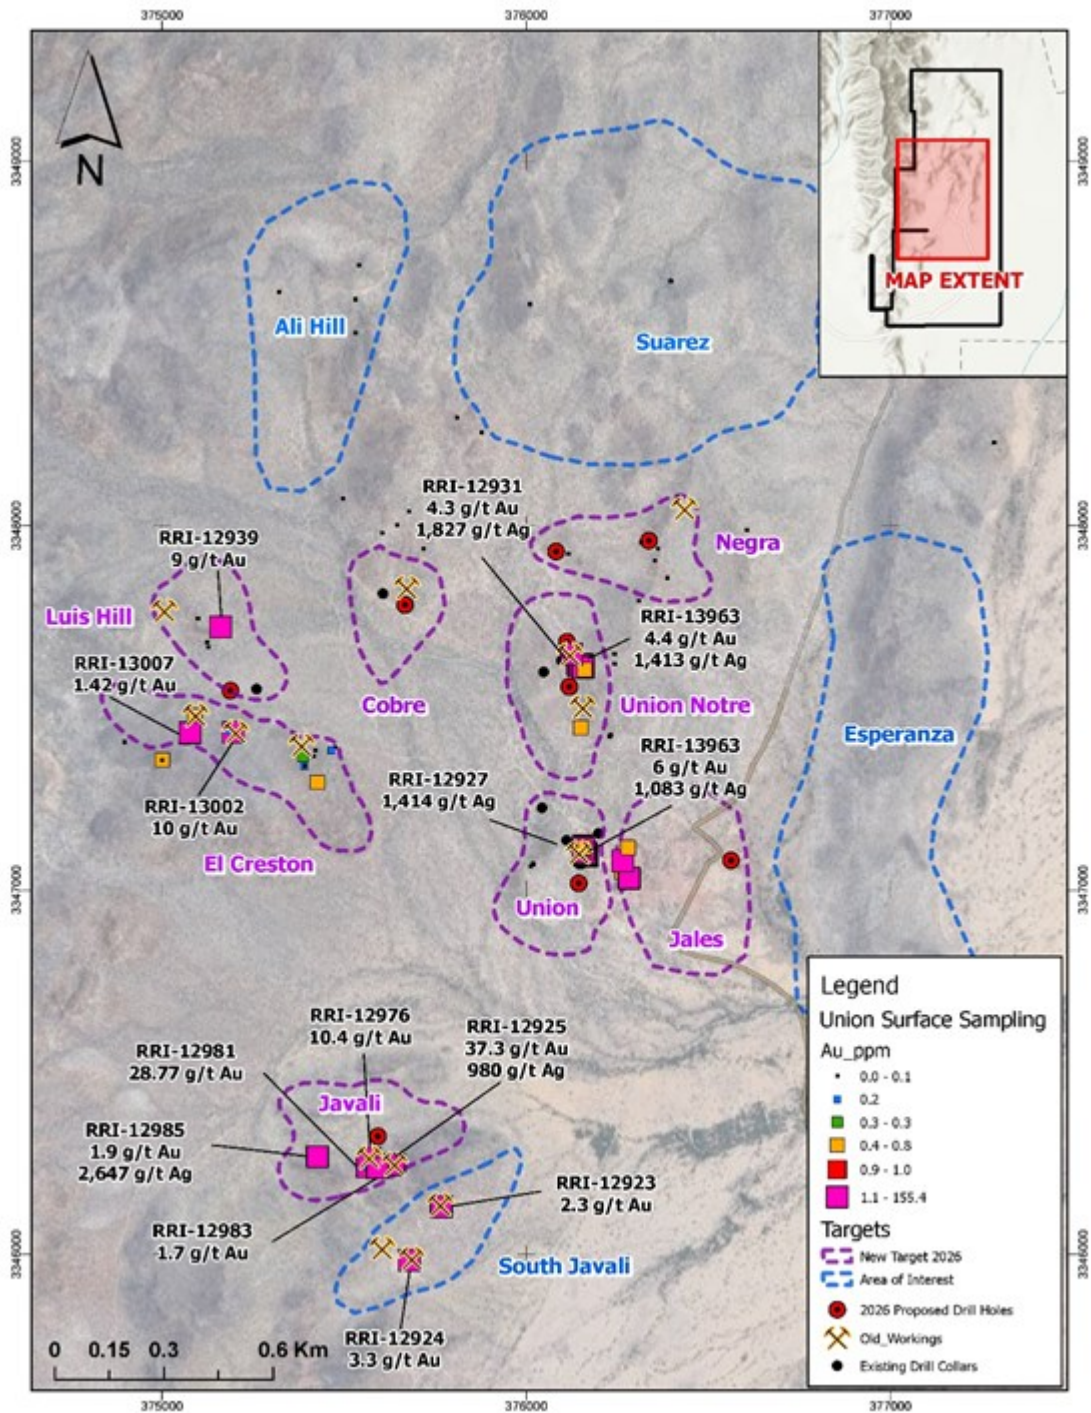 375000
376000
377000
3349000
3349000
N
MAP EXTENT
Ali Hill
Suarez
RRI-12931
4.3 g/t Au
1,827 g/t Ag
3348000
3348000
RRI-12939
9 g/t Au
Negra
Luis Hill
RRI-13963
4.4 g/t Au
1,413 g/t Ag
RRI-13007
1.42 g/t Au
Cobre
Union Notre
Esperanza
RRI-13963
6 g/t Au
1,083 g/t Ag
RRI-12927
1,414 g/t Ag
RRI-13002
10 g/t Au
El Creston
3347000
3347000
Union
Jales
RRI-12976
10.4 g/t Au
RRI-12925
37.3 g/t Au
980 g/t Ag
RRI-12981
28.77 g/t Au
Javali
RRI-12985
1.9 g/t Au
2,647 g/t Ag
RRI-12923
2.3 g/t Au
RRI-12983
1.7 g/t Au
3346000
3346000
South Javali
RRI-12924
3.3 g/t Au
0 0.15 0.3 0.6 Km
Legend
Union Surface Sampling
Au_ppm
0.0 - 0.1
0.2
0.3 - 0.3
0.4 - 0.8
0.9 - 1.0
1.1 - 155.4
Targets
New Target 2026
Area of Interest
2026 Proposed Drill Holes
Old_Workings
Existing Drill Collars
375000
376000
377000